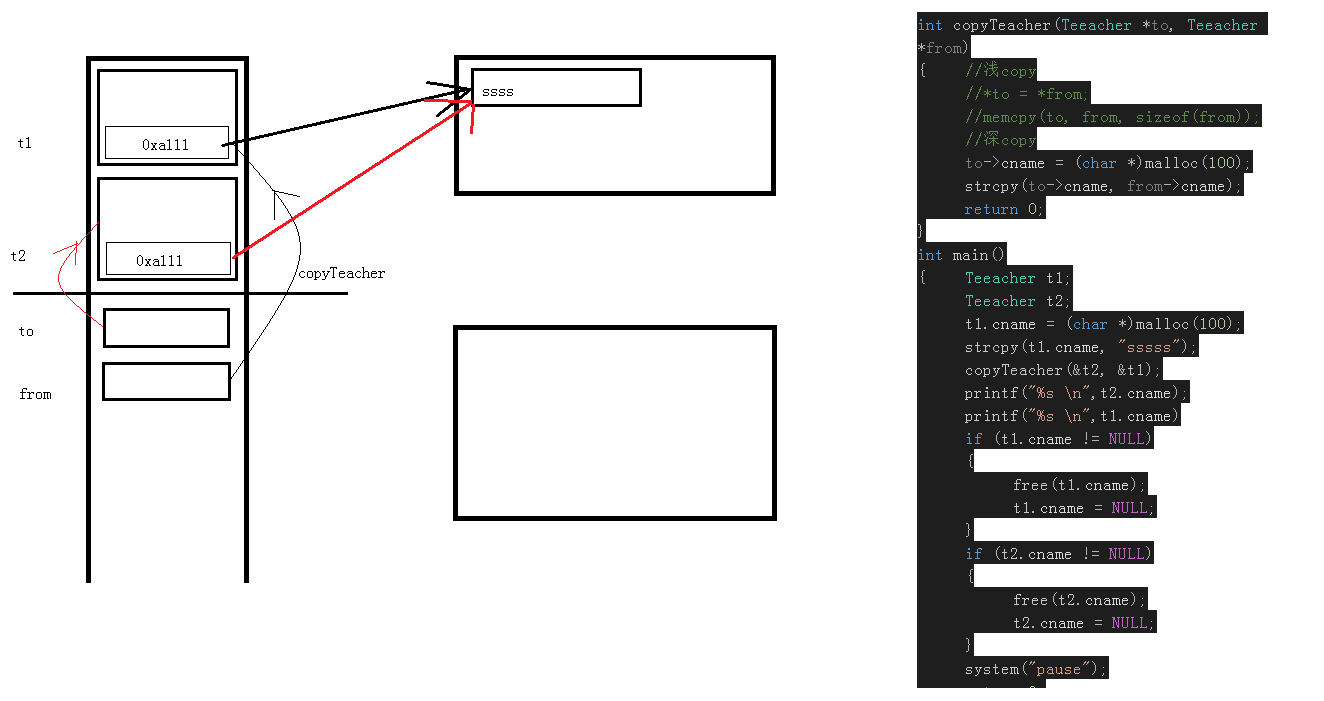 t1
0xa111
ssss
t2
0xa111
copyTeacher
to
from
int copyTeacher(Teeacher *to, Teeacher
*from)
{ //浅copy
//*to = *from;
//memcpy(to, from, sizeof(from));
//深copy
to->cname = (char *)malloc(100);
strcpy(to->cname, from->cname);
return 0;
}
int main()
{ Teeacher t1;
Teeacher t2;
t1.cname = (char *)malloc(100);
strcpy(t1.cname, "sssss");
copyTeacher(&t2, &t1);
printf("%s \n",t2.cname);
printf("%s \n",t1.cname)
if (t1.cname != NULL)
{
free(t1.cname);
t1.cname = NULL;
}
if (t2.cname != NULL)
{
free(t2.cname);
t2.cname = NULL;
}
system("pause");